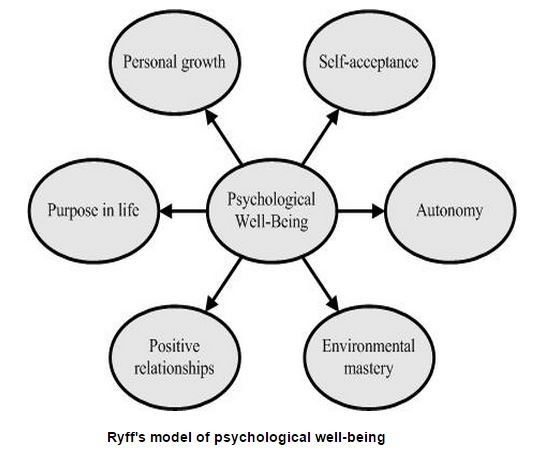 Personal growth
Self-acceptance
Psychological
Well-Being
Purpose in life
Autonomy
Positive
relationships
Environmental
mastery
Ryff's model of psychological well-being